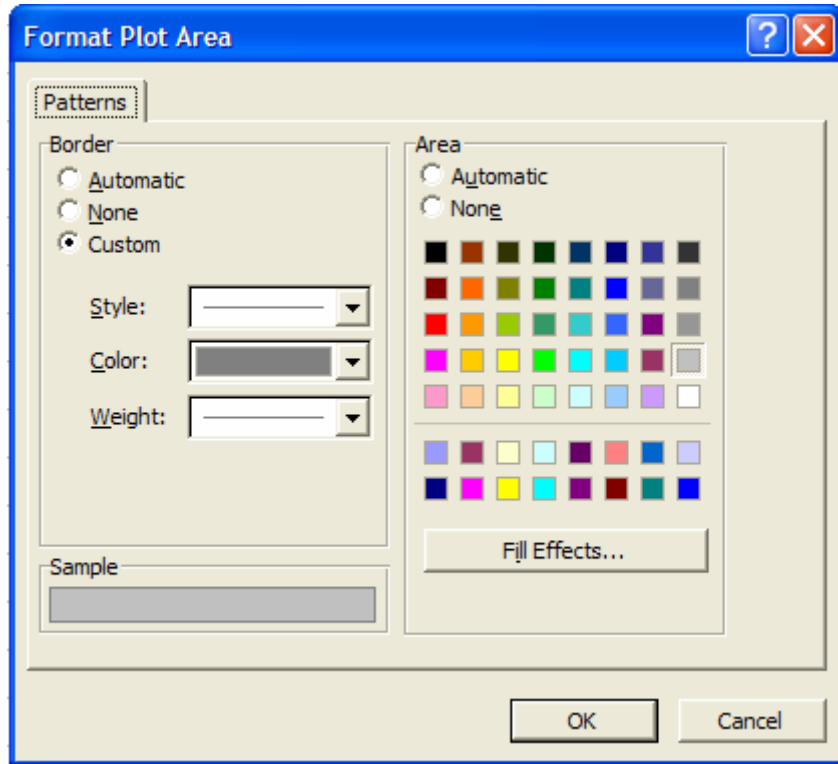 Format Plot Area
?
Patterns
Border
Automatic
None
Custom
Style:
Color:
Weight:
Sample
Area
Automatic
None
Fill Effects...
OK
Cancel